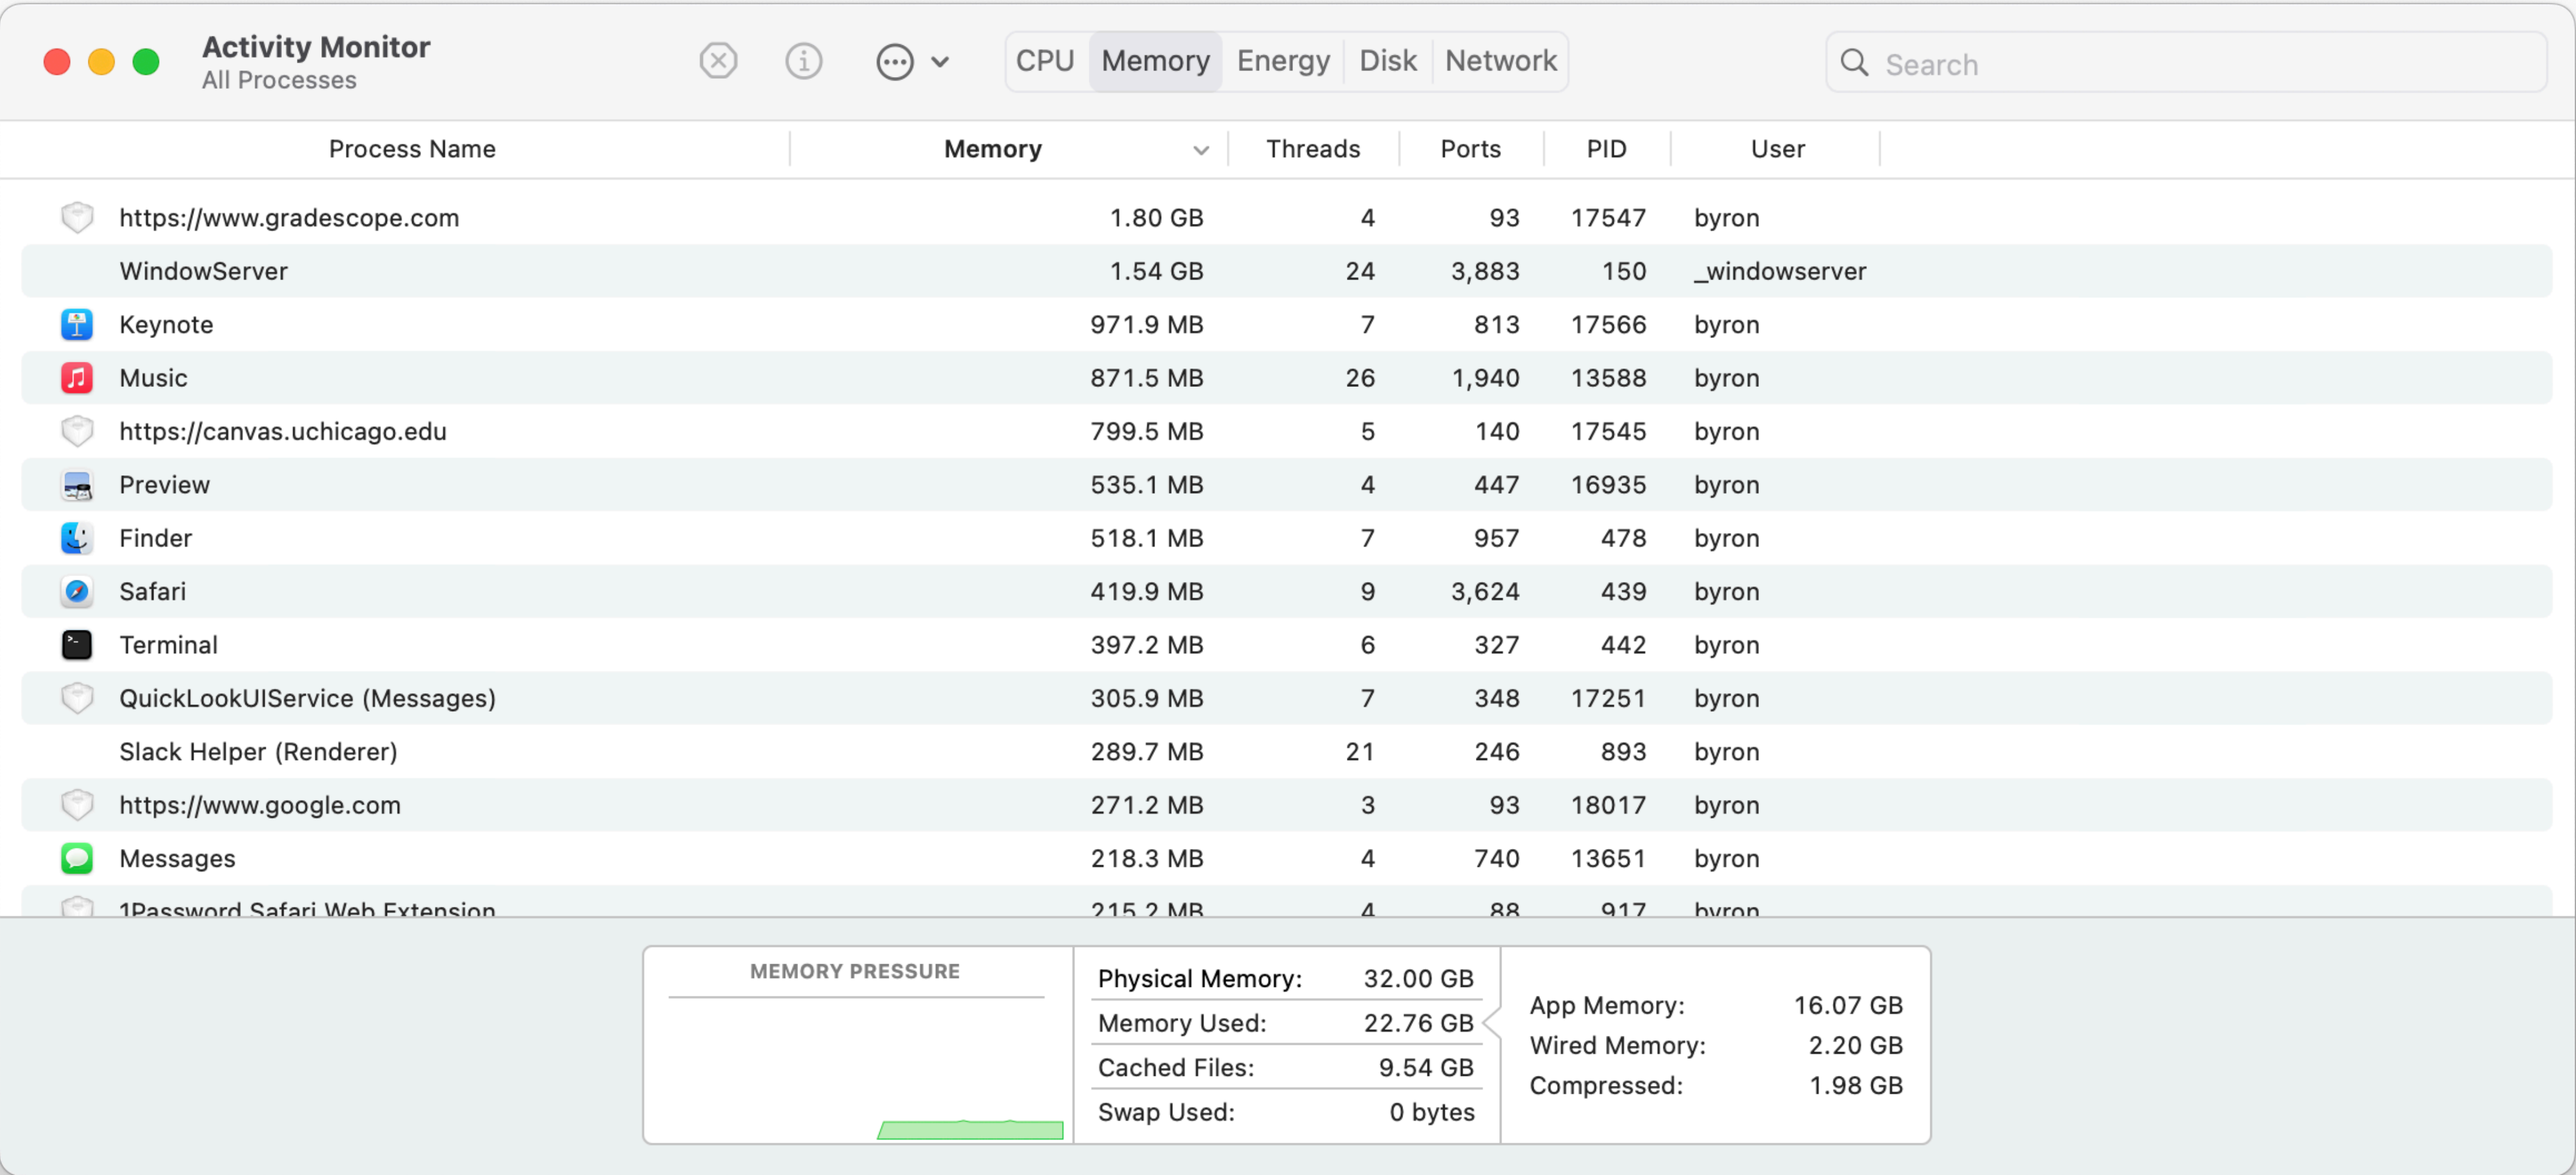 Activity Monitor
All Processes
CPU Memory Energy Disk Network
Search
Process Name Memory Threads Ports PID User
https://www.gradescope.com 1.80 GB 4 93 17547 byron
WindowServer 1.54 GB 24 3,883 150 _windowserver
Keynote 971.9 MB 7 813 17566 byron
Music 871.5 MB 26 1,940 13588 byron
https://canvas.uchicago.edu 799.5 MB 5 140 17545 byron
Preview 535.1 MB 4 447 16935 byron
Finder 518.1 MB 7 957 478 byron
Safari 419.9 MB 9 3,624 439 byron
Terminal 397.2 MB 6 327 442 byron
QuickLookUIService (Messages) 305.9 MB 7 348 17251 byron
Slack Helper (Renderer) 289.7 MB 21 246 893 byron
https://www.google.com 271.2 MB 3 93 18017 byron
Messages 218.3 MB 4 740 13651 byron
1Password Safari Web Extension 215.2 MB 4 88 917 byron
MEMORY PRESSURE
Physical Memory: 32.00 GB
Memory Used: 22.76 GB
Cached Files: 9.54 GB
Swap Used: 0 bytes
App Memory: 16.07 GB
Wired Memory: 2.20 GB
Compressed: 1.98 GB